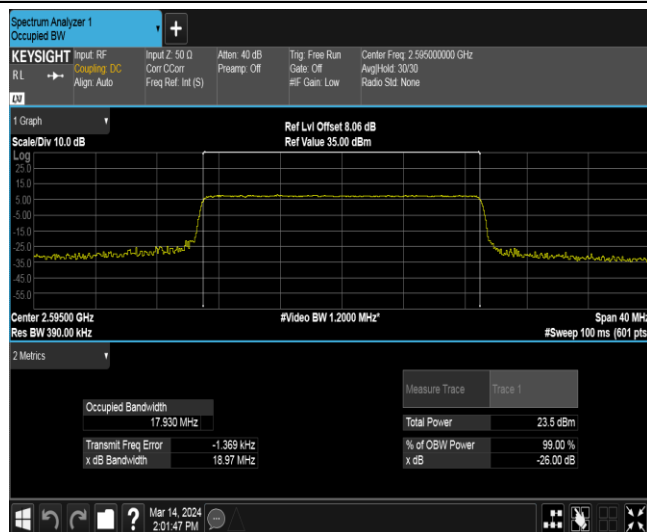 Spectrum Analyzer 1
Occupied BW
KEYSIGHT Input: RF Input Z: 50 Ω Atten: 40 dB Trig: Free Run Center Freq: 2.595000000 GHz
RL Coupling: DC Corr CCorr Preamp: Off Gate: Off Avg|Hold: 30/30
Align: Auto Freq Ref: Int (S) #IF Gain: Low Radio Std: None
LXI
1 Graph
Ref Lvl Offset 8.06 dB
Scale/Div 10.0 dB Ref Value 35.00 dBm
Log
25.0
15.0
5.00
-5.00
-15.0
-25.0
-35.0
-45.0
-55.0
Center 2.59500 GHz #Video BW 1.2000 MHz* Span 40 MHz
Res BW 390.00 kHz #Sweep 100 ms (601 pts
2 Metrics
Measure Trace Trace 1
Occupied Bandwidth
17.930 MHz Total Power 23.5 dBm
Transmit Freq Error -1.369 kHz % of OBW Power 99.00 %
x dB Bandwidth 18.97 MHz x dB -26.00 dB
? Mar 14, 2024
2:01:47 PM